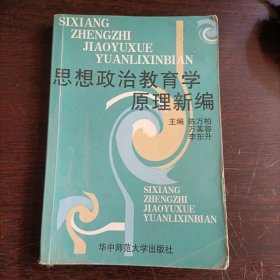 SIXIANG
ZHENGZHI
JIAOYUXUE
YUANLIXINBIAN
思想政治教育学
原理新编
主编 陈万柏
万美容
李东升
SIXIANG
ZHENGZHI
JIAOYUXUE
YUANLIXINBIAN
华中师范大学出版社